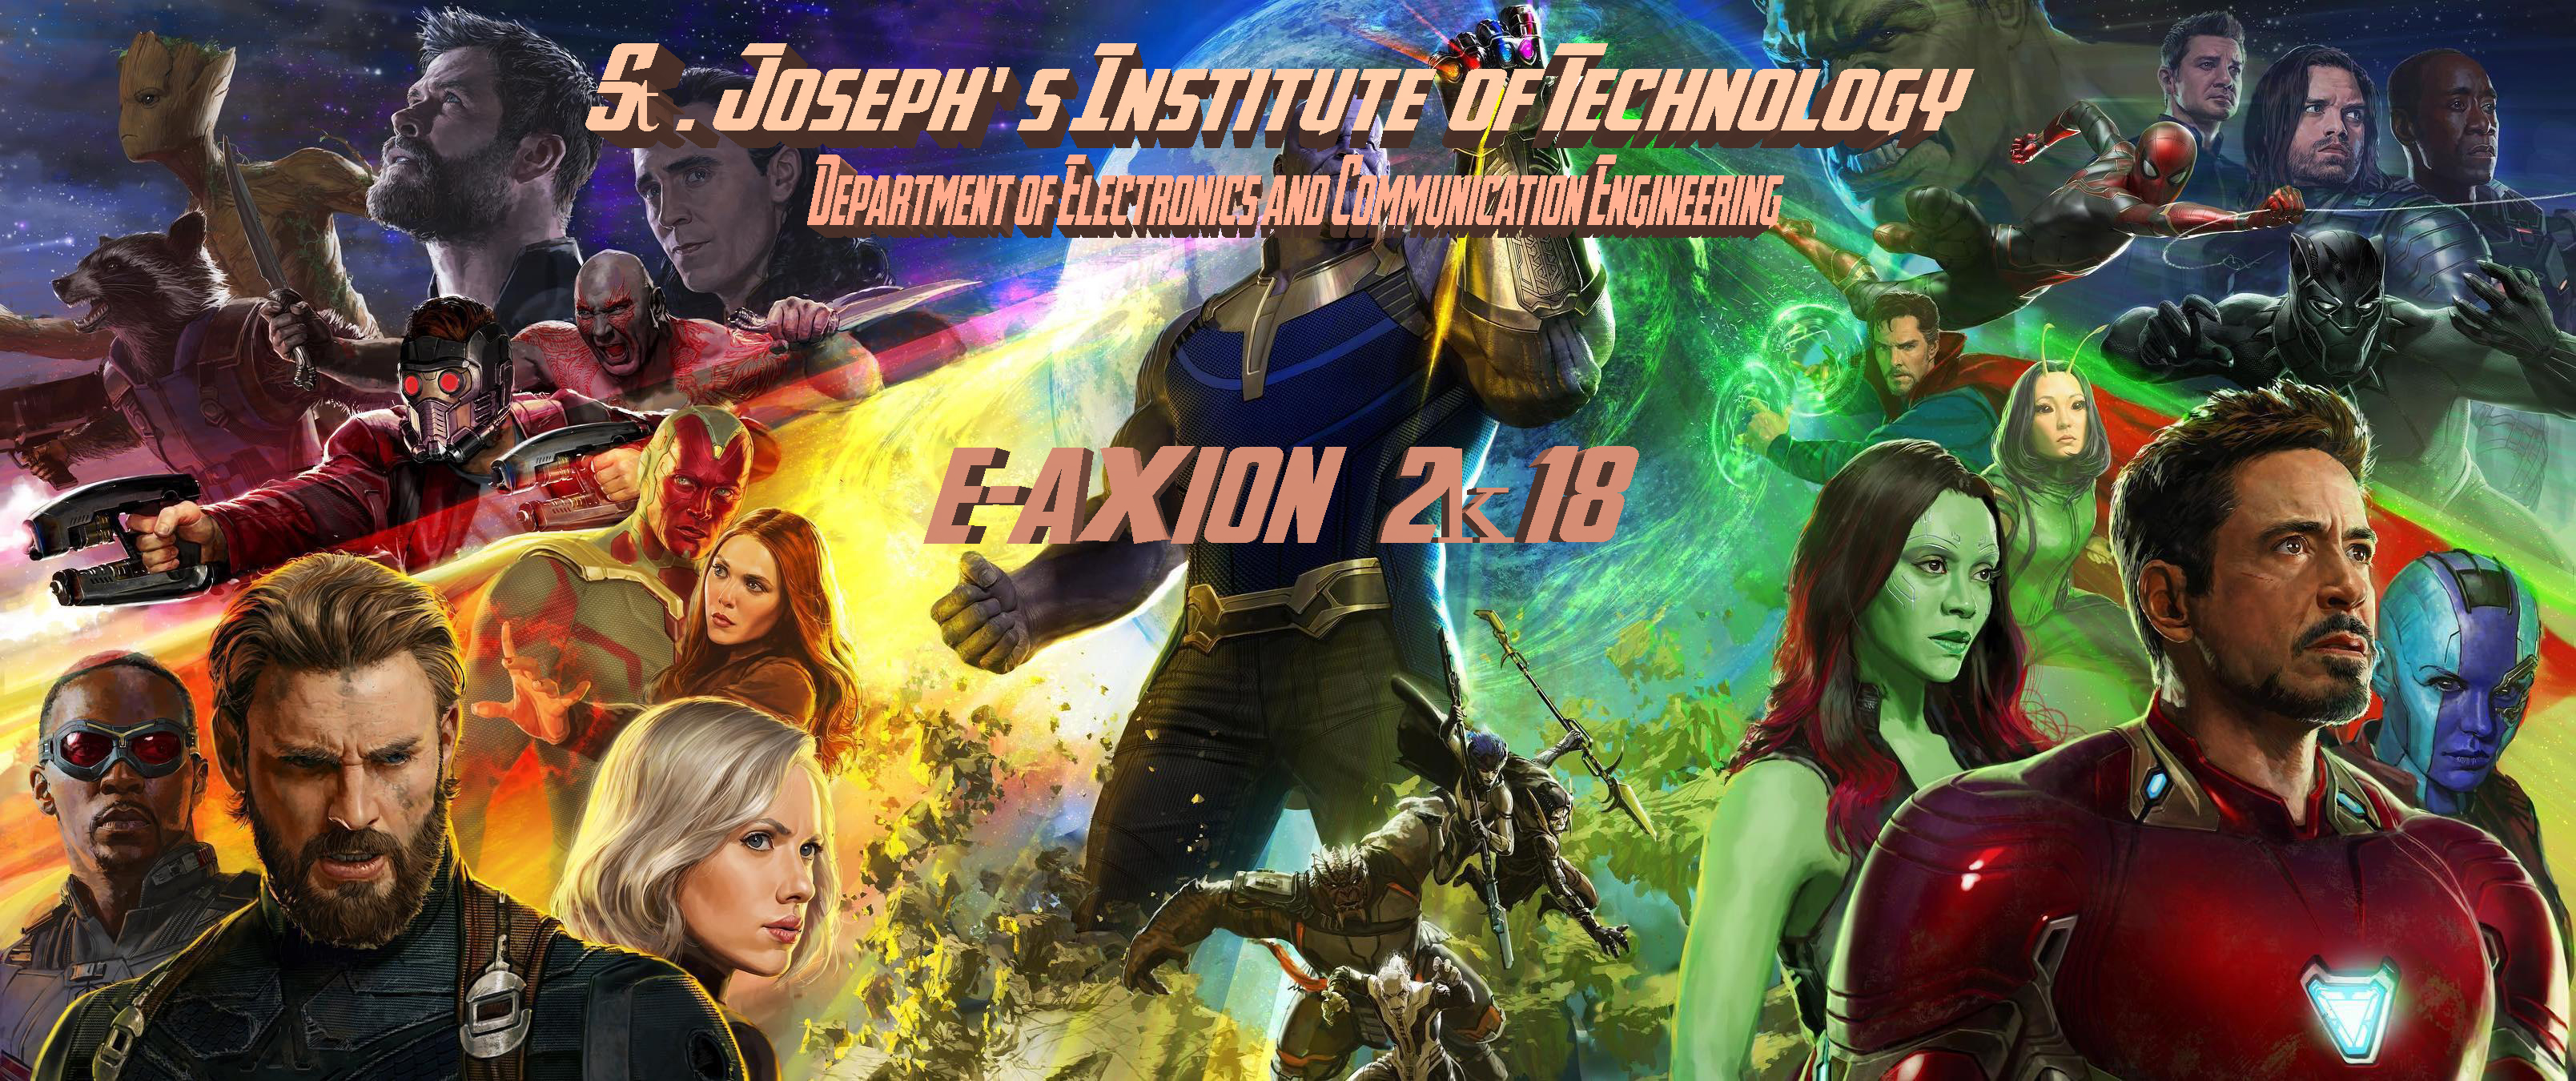 St. Joseph's Institute of Technology
Department of Electronics and Communication Engineering
E-AXION 2k18